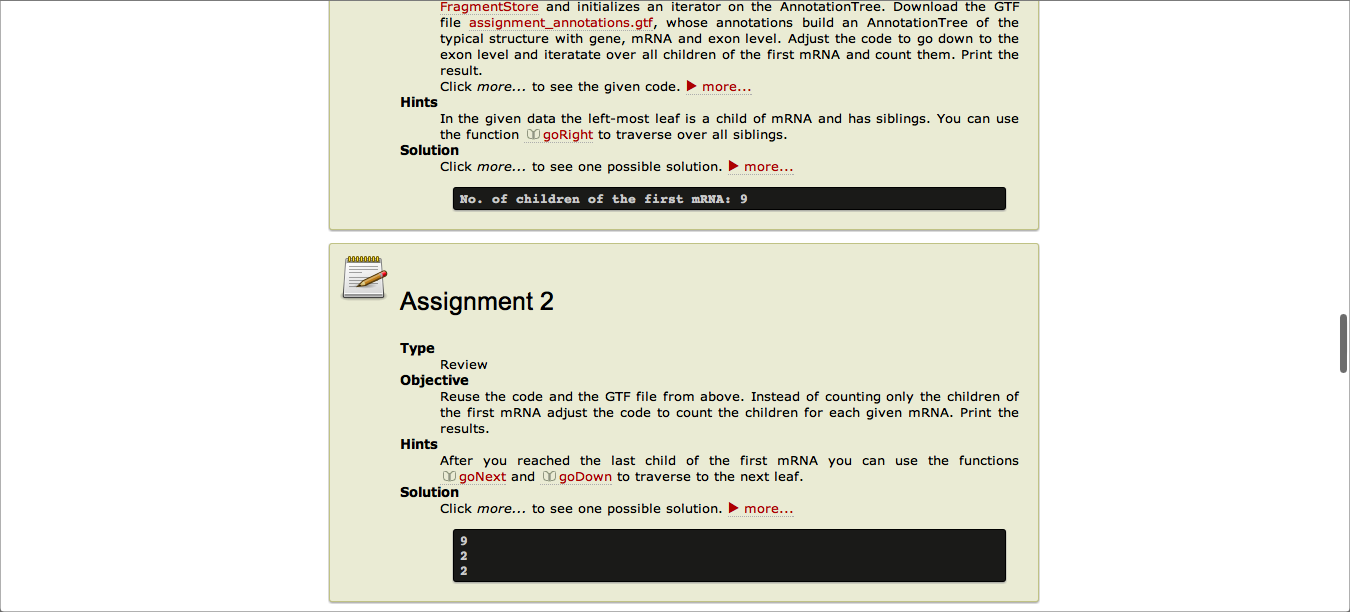 FragmentStore and initializes an iterator on the AnnotationTree. Download the GTF
file assignment_annotations.gtf, whose annotations build an AnnotationTree of the
typical structure with gene, mRNA and exon level. Adjust the code to go down to the
exon level and iteratate over all children of the first mRNA and count them. Print the
result.
Click more... to see the given code. ▶ more...
Hints
In the given data the left-most leaf is a child of mRNA and has siblings. You can use
the function goRight to traverse over all siblings.
Solution
Click more... to see one possible solution. ▶ more...
No. of children of the first mRNA: 9
Assignment 2
Type
Review
Objective
Reuse the code and the GTF file from above. Instead of counting only the children of
the first mRNA adjust the code to count the children for each given mRNA. Print the
results.
Hints
After you reached the last child of the first mRNA you can use the functions
goNext and goDown to traverse to the next leaf.
Solution
Click more... to see one possible solution. ▶ more...
9
2
2